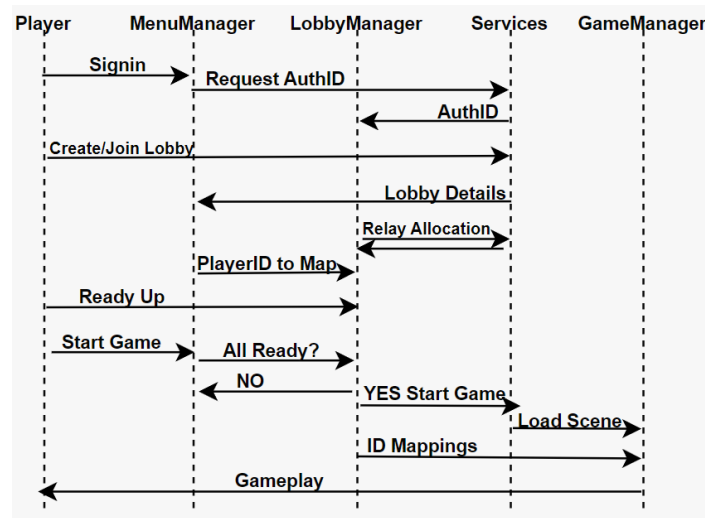 Player MenuManager LobbyManager Services GameManager
Signin
Request AuthID
AuthID
Create/Join Lobby
Lobby Details
Relay Allocation
PlayerID to Map
Ready Up
Start Game
All Ready?
NO
YES Start Game
Load Scene
ID Mappings
Gameplay